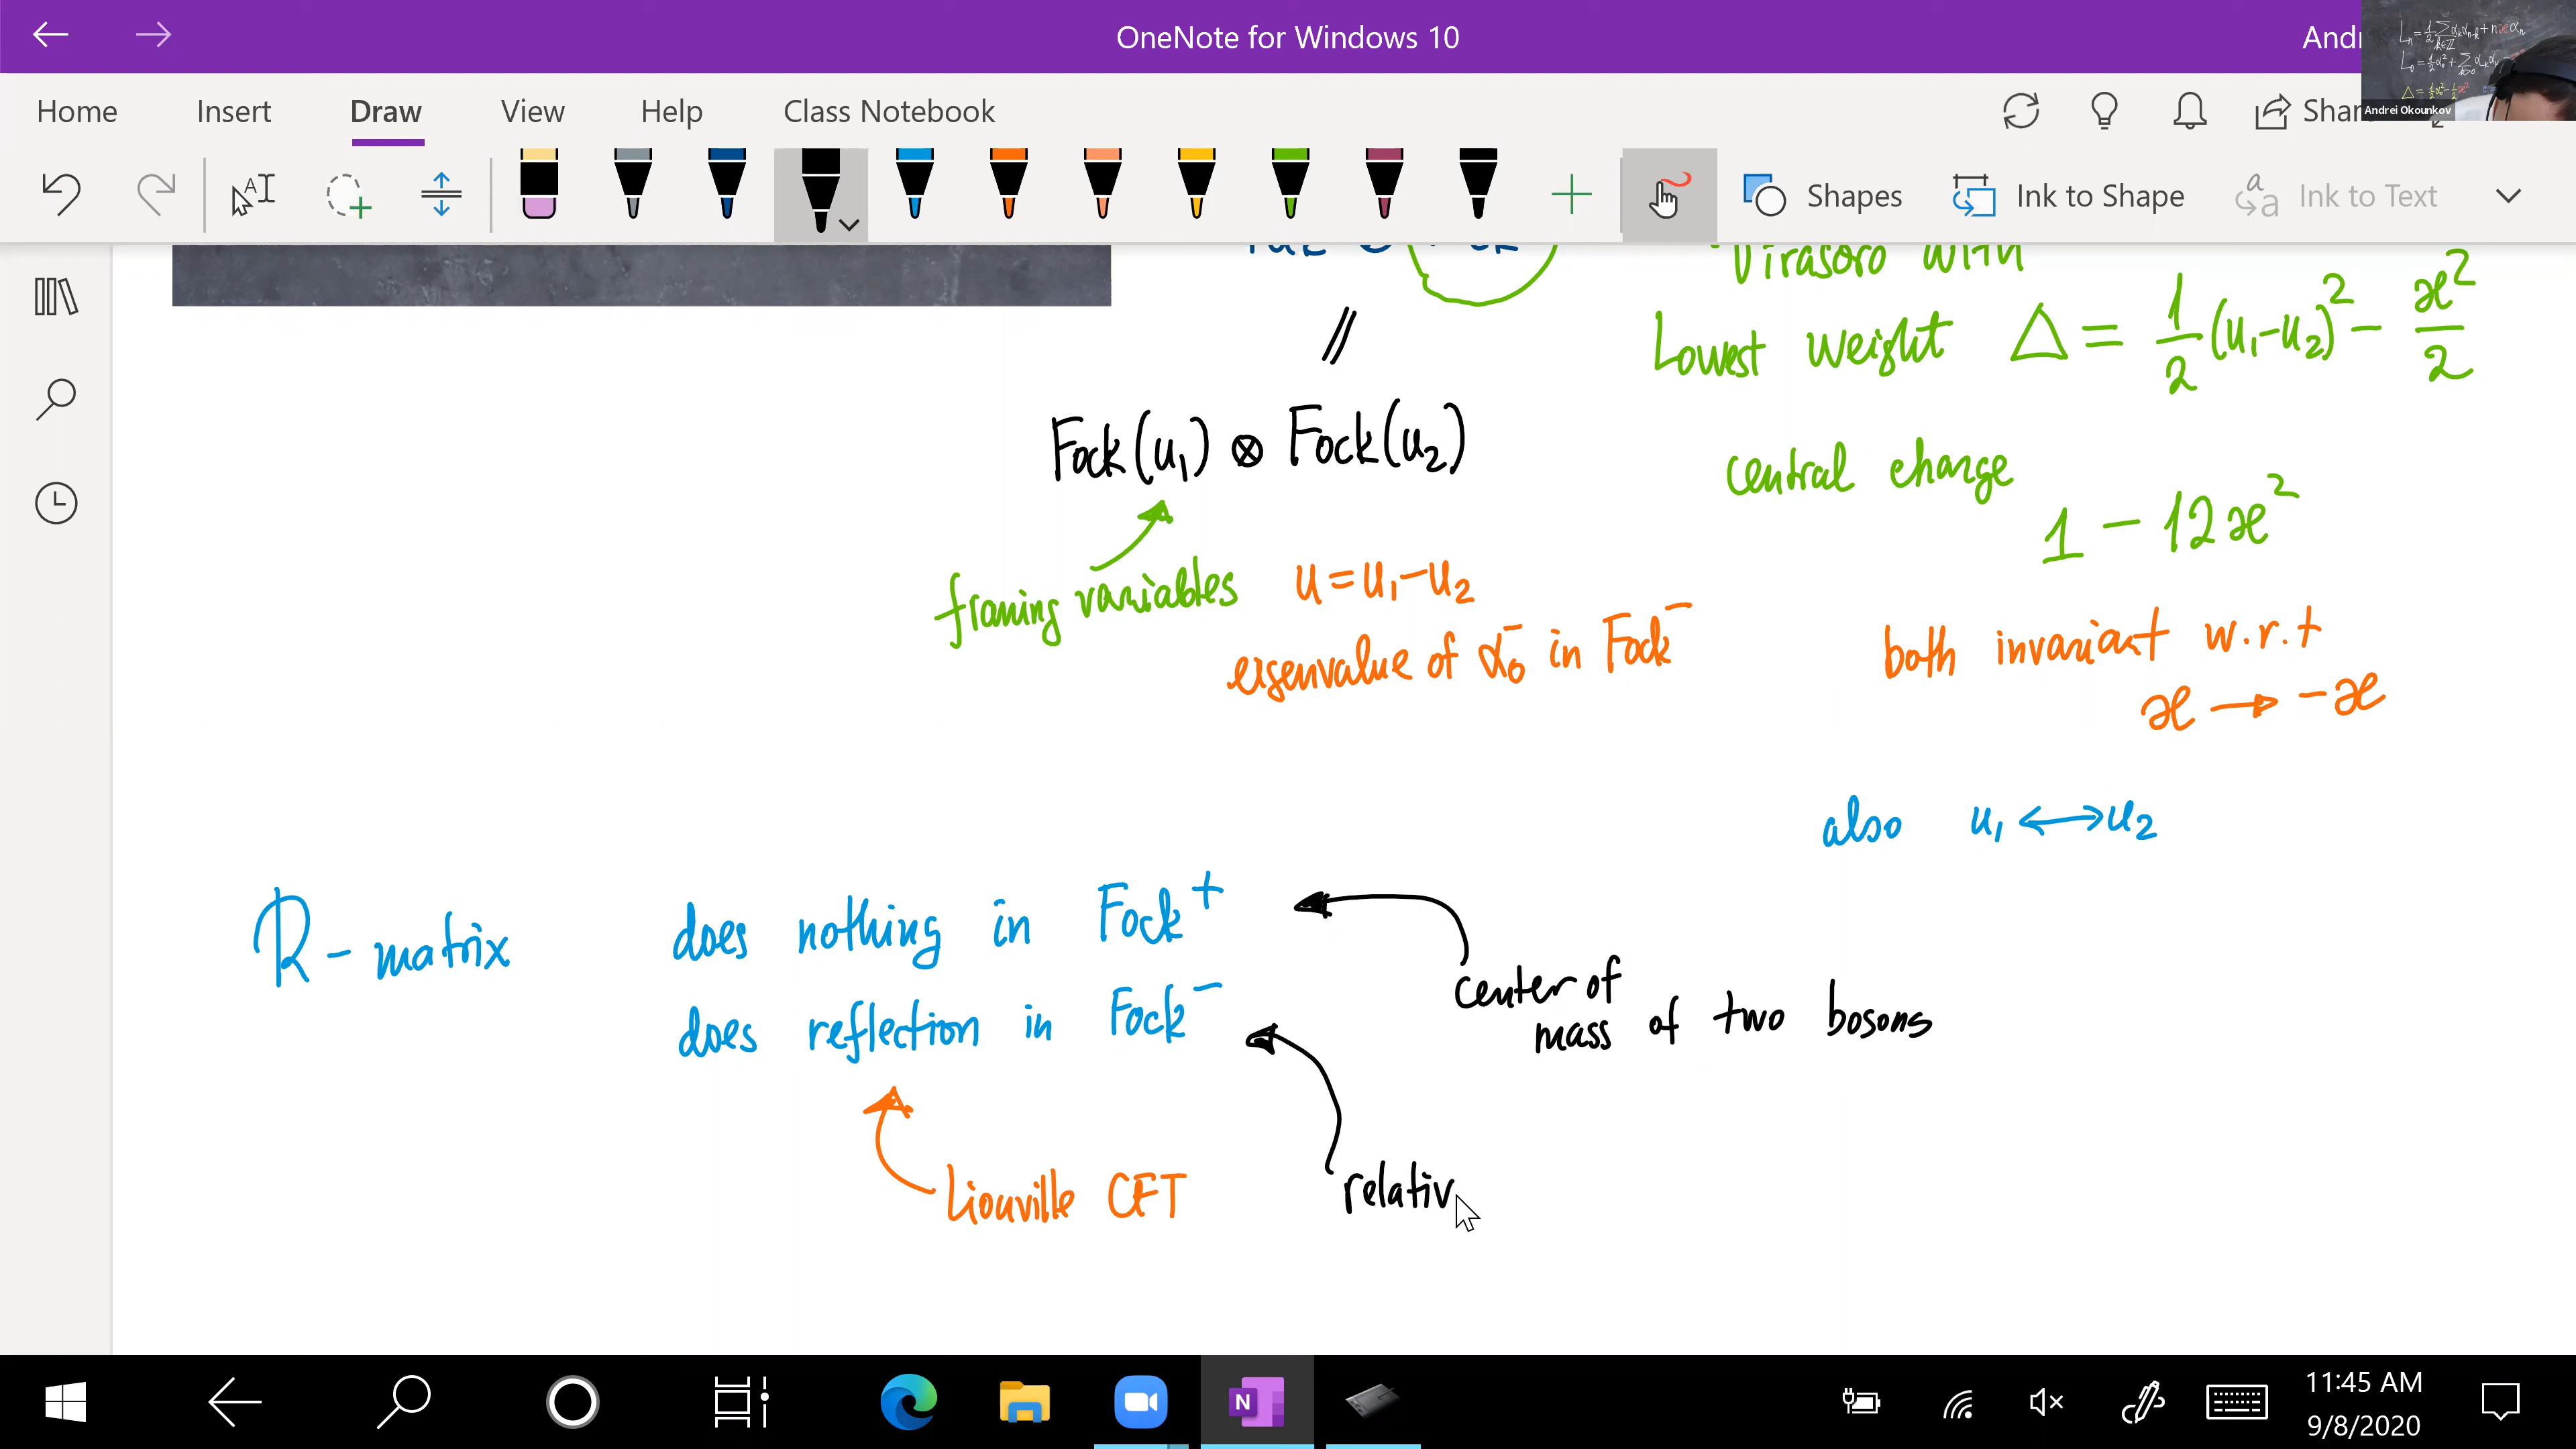 OneNote for Windows 10
Home Insert Draw View Help Class Notebook
Andrei Okounkov
Shapes Ink to Shape Ink to Text
Virasoro with
Lowest weight Δ = 1/2 (u₁-u₂)² - ϰ²/2
//
Fock(u₁) ⊗ Fock(u₂)
central change
1 - 12ϰ²
framing variables
u = u₁-u₂
eigenvalue of α₀⁻ in Fock⁻
both invariant w.r.t
ϰ → -ϰ
also u₁ ↔ u₂
R-matrix does nothing in Fock⁺
does reflection in Fock⁻
center of
mass of two bosons
Liouville CFT
relativ
11:45 AM
9/8/2020